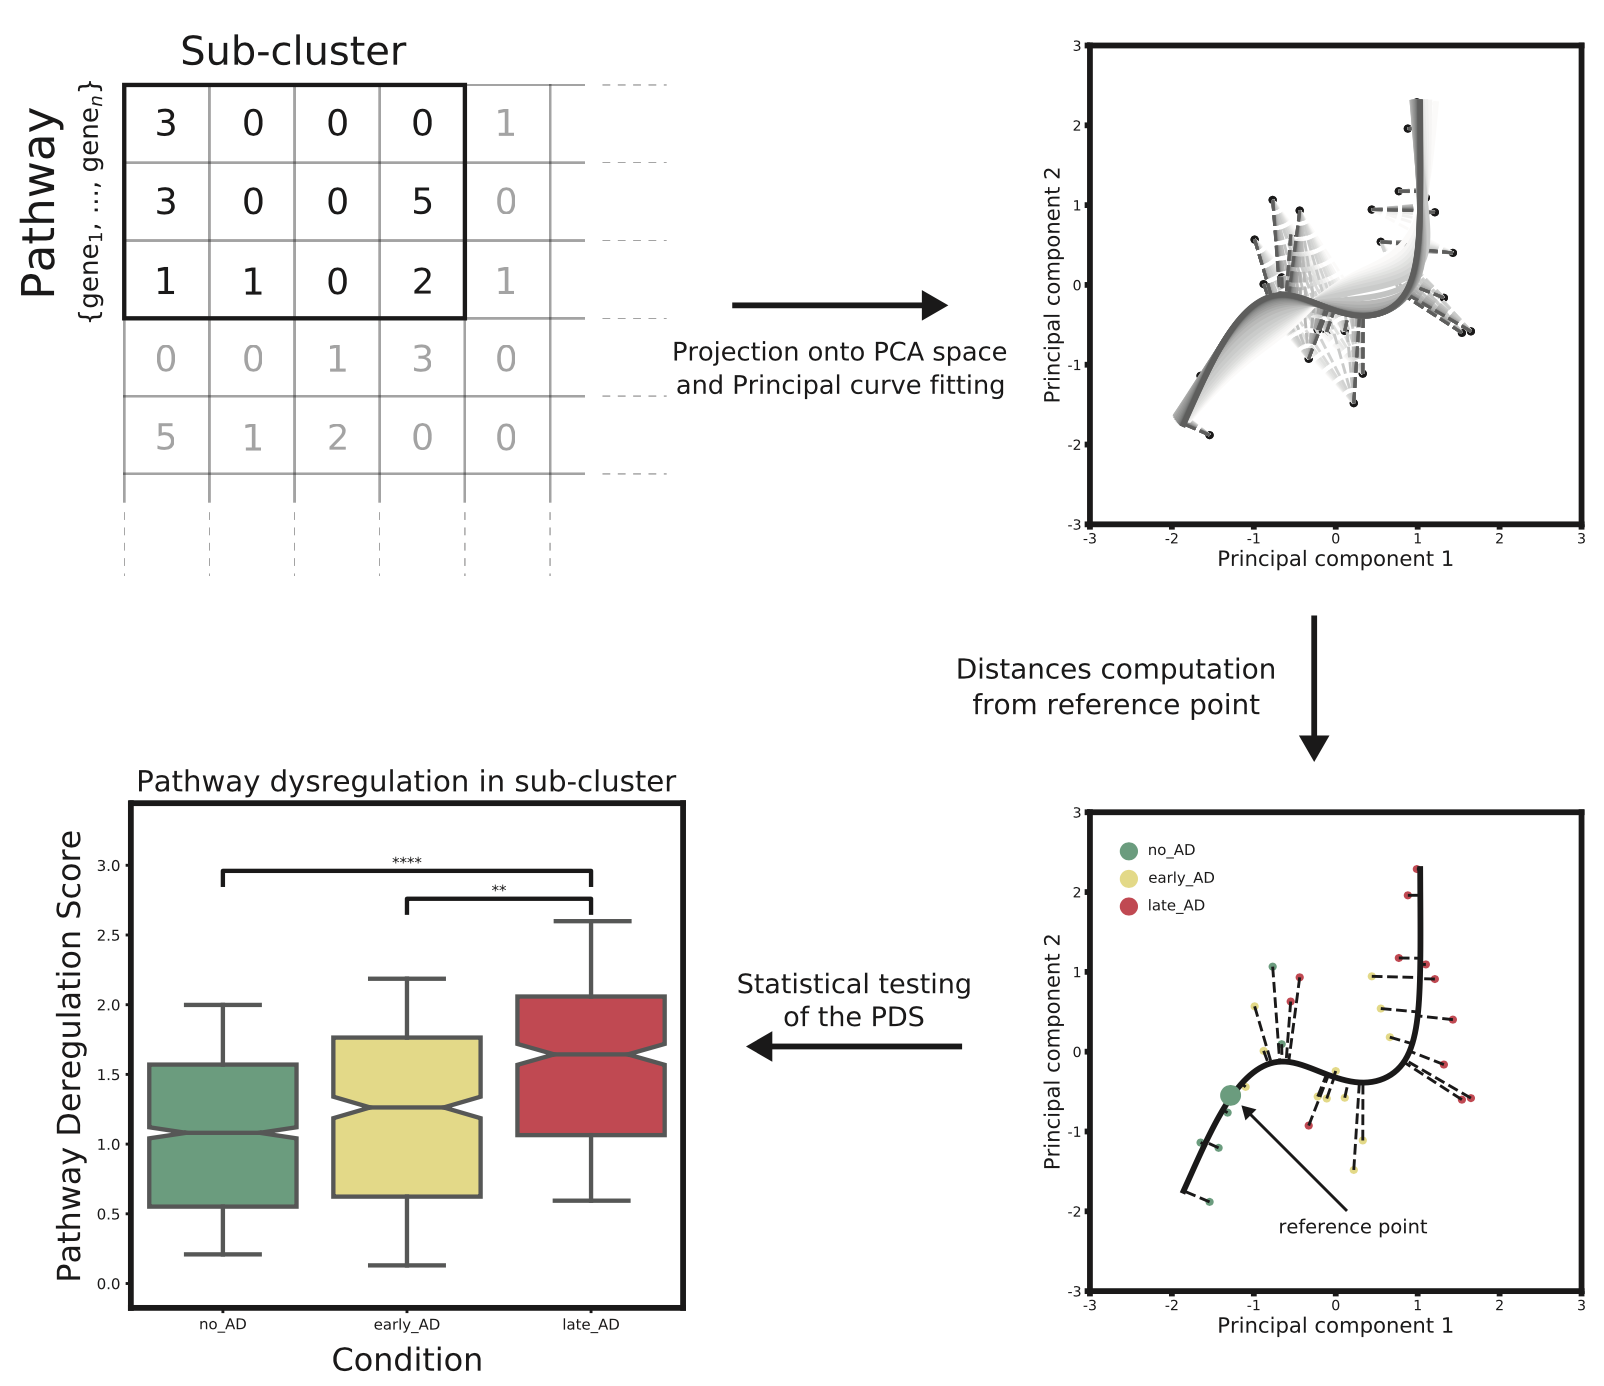 Sub-cluster
Pathway
{gene1, ..., genen}
3 0 0 0 1
3 0 0 5 0
1 1 0 2 1
0 0 1 3 0
5 1 2 0 0
Projection onto PCA space
and Principal curve fitting
Principal component 2
3
2
1
0
-1
-2
-3
-3 -2 -1 0 1 2 3
Principal component 1
Distances computation
from reference point
Principal component 2
3
2
1
0
-1
-2
-3
no_AD
early_AD
late_AD
reference point
-3 -2 -1 0 1 2 3
Principal component 1
Statistical testing
of the PDS
Pathway dysregulation in sub-cluster
Pathway Deregulation Score
3.0
2.5
2.0
1.5
1.0
0.5
0.0
****
**
no_AD early_AD late_AD
Condition